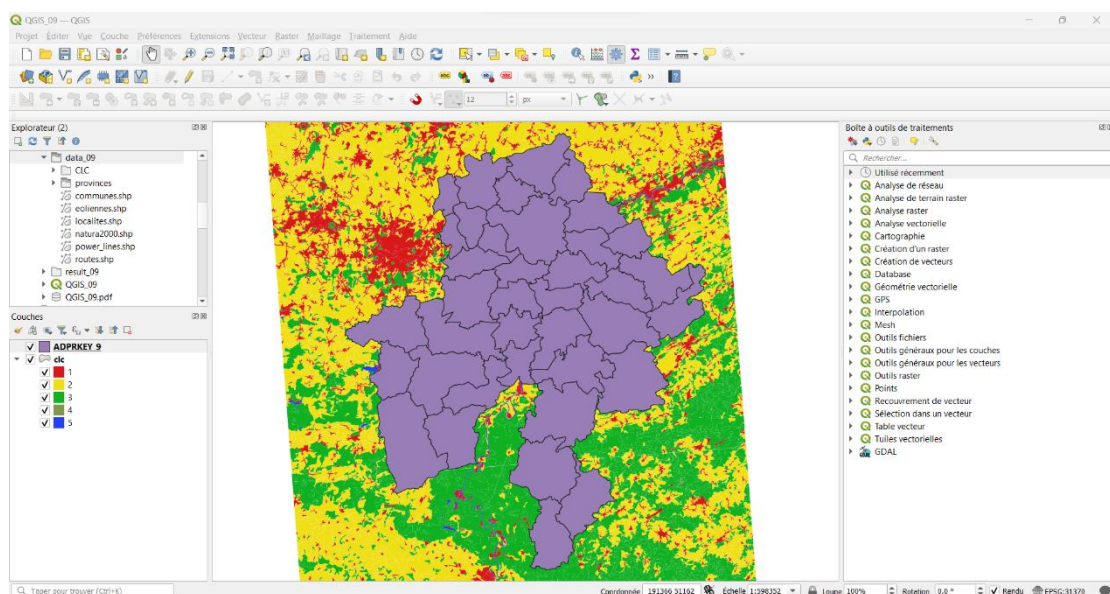 QGIS_09 — QGIS
Projet Éditer Vue Couche Préférences Extensions Vecteur Raster Maillage Traitement Aide
12 px
Explorateur (2)
data_09
CLC
provinces
communes.shp
eoliennes.shp
localites.shp
natura2000.shp
power_lines.shp
routes.shp
result_09
QGIS_09
QGIS_09.pdf
Couches
ADPRKEY 9
clc
1
2
3
4
5
Boîte à outils de traitements
Rechercher...
Utilisé récemment
Analyse de réseau
Analyse de terrain raster
Analyse raster
Analyse vectorielle
Cartographie
Création d'un raster
Création de vecteurs
Database
Géométrie vectorielle
GPS
Interpolation
Mesh
Outils fichiers
Outils généraux pour les couches
Outils généraux pour les vecteurs
Outils raster
Points
Recouvrement de vecteur
Sélection dans un vecteur
Table vecteur
Tuiles vectorielles
GDAL
Taper pour trouver (Ctrl+K) Coordonnée 191366 51162 Échelle 1:598352 Loupe 100% Rotation 0.0 ° Rendu EPSG:31370